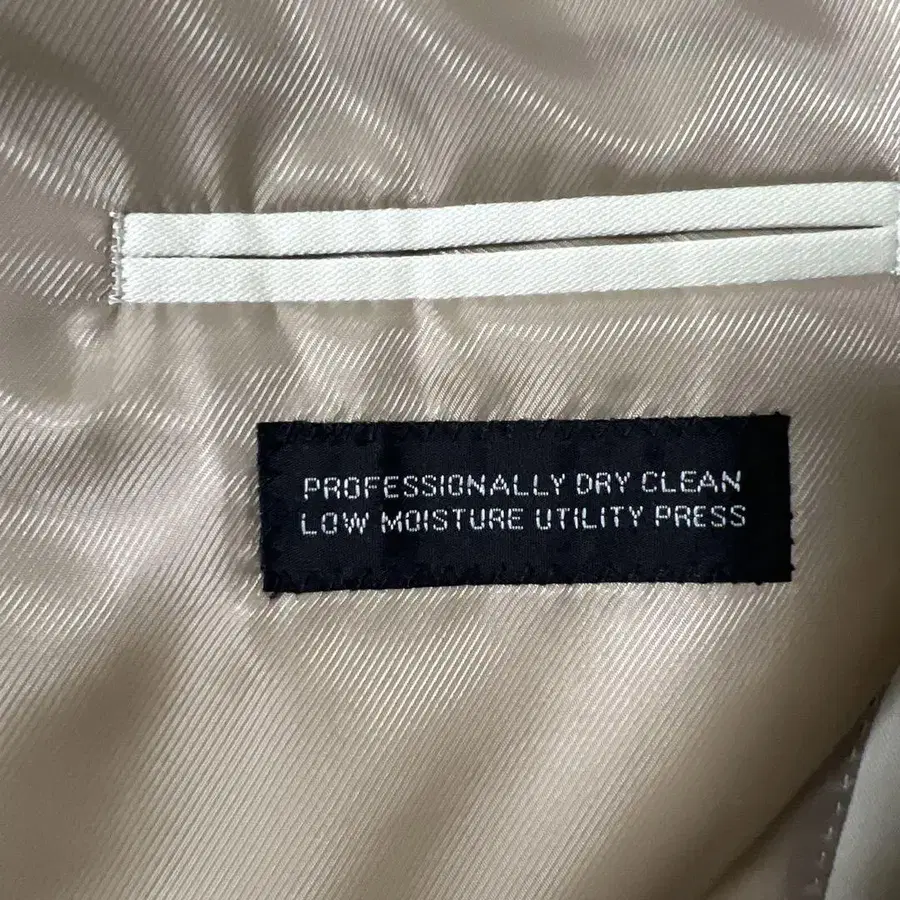 PROFESSIONALLY DRY CLEAN
LOW MOISTURE UTILITY PRESS